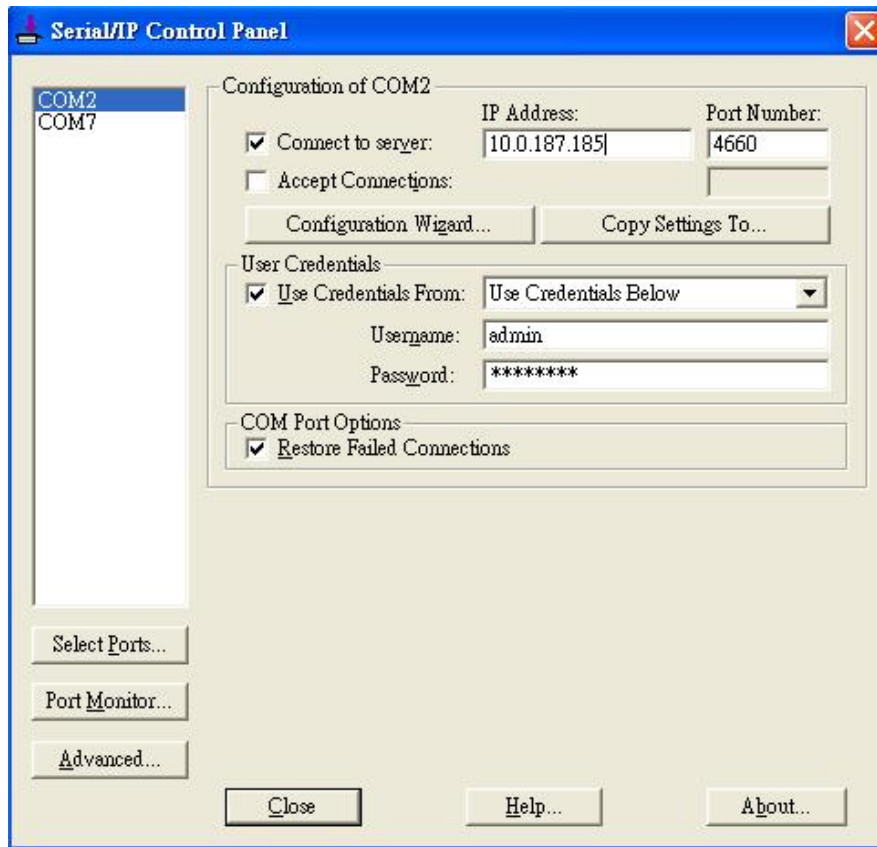 Serial/IP Control Panel
COM2
COM7
Configuration of COM2
IP Address: Port Number:
Connect to server: 10.0.187.185 4660
Accept Connections:
Configuration Wizard... Copy Settings To...
User Credentials
Use Credentials From: Use Credentials Below
Username: admin
Password: ********
COM Port Options
Restore Failed Connections
Select Ports...
Port Monitor...
Advanced...
Close Help... About...